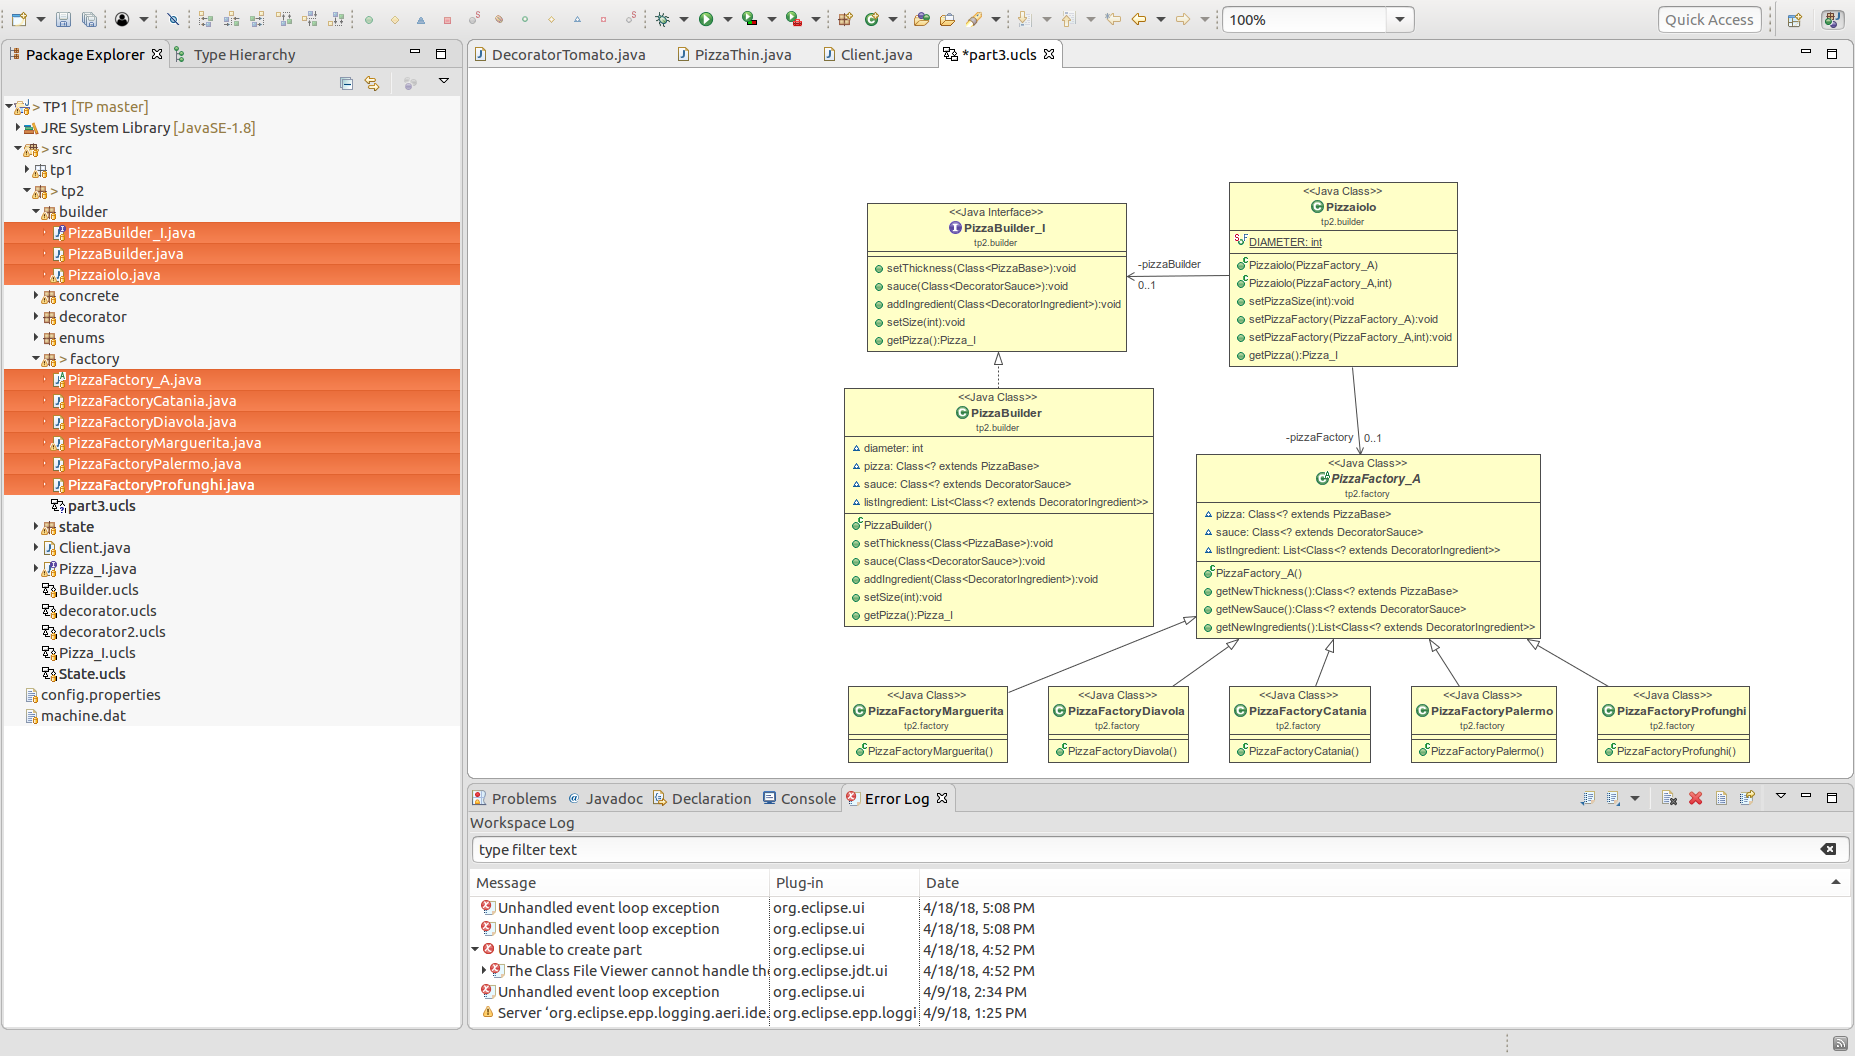 100%
Quick Access
Package Explorer
Type Hierarchy
> TP1 [TP master]
JRE System Library [JavaSE-1.8]
> src
tp1
> tp2
builder
PizzaBuilder_I.java
PizzaBuilder.java
Pizzaiolo.java
concrete
decorator
enums
> factory
PizzaFactory_A.java
PizzaFactoryCatania.java
PizzaFactoryDiavola.java
PizzaFactoryMarguerita.java
PizzaFactoryPalermo.java
PizzaFactoryProfunghi.java
part3.ucls
state
Client.java
Pizza_I.java
Builder.ucls
decorator.ucls
decorator2.ucls
Pizza_I.ucls
State.ucls
config.properties
machine.dat
DecoratorTomato.java
PizzaThin.java
Client.java
*part3.ucls
<<Java Interface>>
PizzaBuilder_I
tp2.builder
setThickness(Class<PizzaBase>):void
sauce(Class<DecoratorSauce>):void
addIngredient(Class<DecoratorIngredient>):void
setSize(int):void
getPizza():Pizza_I
-pizzaBuilder
0..1
<<Java Class>>
Pizzaiolo
tp2.builder
DIAMETER: int
Pizzaiolo(PizzaFactory_A)
Pizzaiolo(PizzaFactory_A,int)
setPizzaSize(int):void
setPizzaFactory(PizzaFactory_A):void
setPizzaFactory(PizzaFactory_A,int):void
getPizza():Pizza_I
<<Java Class>>
PizzaBuilder
tp2.builder
diameter: int
pizza: Class<? extends PizzaBase>
sauce: Class<? extends DecoratorSauce>
listIngredient: List<Class<? extends DecoratorIngredient>>
PizzaBuilder()
setThickness(Class<PizzaBase>):void
sauce(Class<DecoratorSauce>):void
addIngredient(Class<DecoratorIngredient>):void
setSize(int):void
getPizza():Pizza_I
-pizzaFactory
0..1
<<Java Class>>
PizzaFactory_A
tp2.factory
pizza: Class<? extends PizzaBase>
sauce: Class<? extends DecoratorSauce>
listIngredient: List<Class<? extends DecoratorIngredient>>
PizzaFactory_A()
getNewThickness():Class<? extends PizzaBase>
getNewSauce():Class<? extends DecoratorSauce>
getNewIngredients():List<Class<? extends DecoratorIngredient>>
<<Java Class>>
PizzaFactoryMarguerita
tp2.factory
PizzaFactoryMarguerita()
<<Java Class>>
PizzaFactoryDiavola
tp2.factory
PizzaFactoryDiavola()
<<Java Class>>
PizzaFactoryCatania
tp2.factory
PizzaFactoryCatania()
<<Java Class>>
PizzaFactoryPalermo
tp2.factory
PizzaFactoryPalermo()
<<Java Class>>
PizzaFactoryProfunghi
tp2.factory
PizzaFactoryProfunghi()
Problems
@ Javadoc
Declaration
Console
Error Log
Workspace Log
type filter text
Message Plug-in Date
Unhandled event loop exception org.eclipse.ui 4/18/18, 5:08 PM
Unhandled event loop exception org.eclipse.ui 4/18/18, 5:08 PM
Unable to create part org.eclipse.ui 4/18/18, 4:52 PM
The Class File Viewer cannot handle the org.eclipse.jdt.ui 4/18/18, 4:52 PM
Unhandled event loop exception org.eclipse.ui 4/9/18, 2:34 PM
Server 'org.eclipse.epp.logging.aeri.ide. org.eclipse.epp.loggi 4/9/18, 1:25 PM